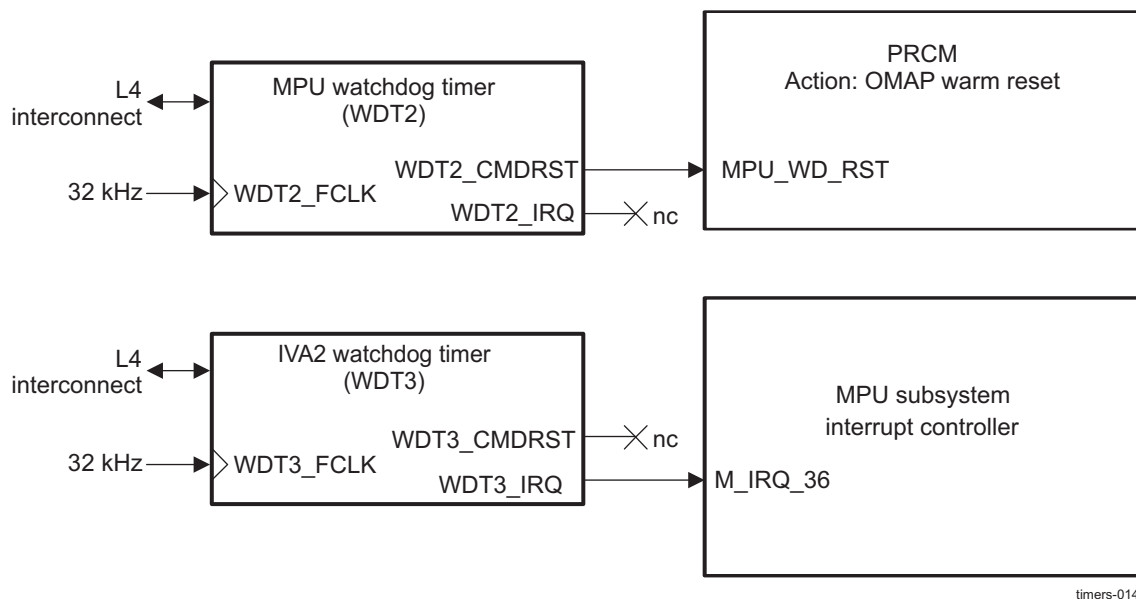 L4
interconnect
MPU watchdog timer
(WDT2)
WDT2_CMDRST
32 kHz
WDT2_FCLK
WDT2_IRQ
nc
PRCM
Action: OMAP warm reset
MPU_WD_RST
L4
interconnect
IVA2 watchdog timer
(WDT3)
WDT3_CMDRST
nc
32 kHz
WDT3_FCLK
WDT3_IRQ
MPU subsystem
interrupt controller
M_IRQ_36
timers-014